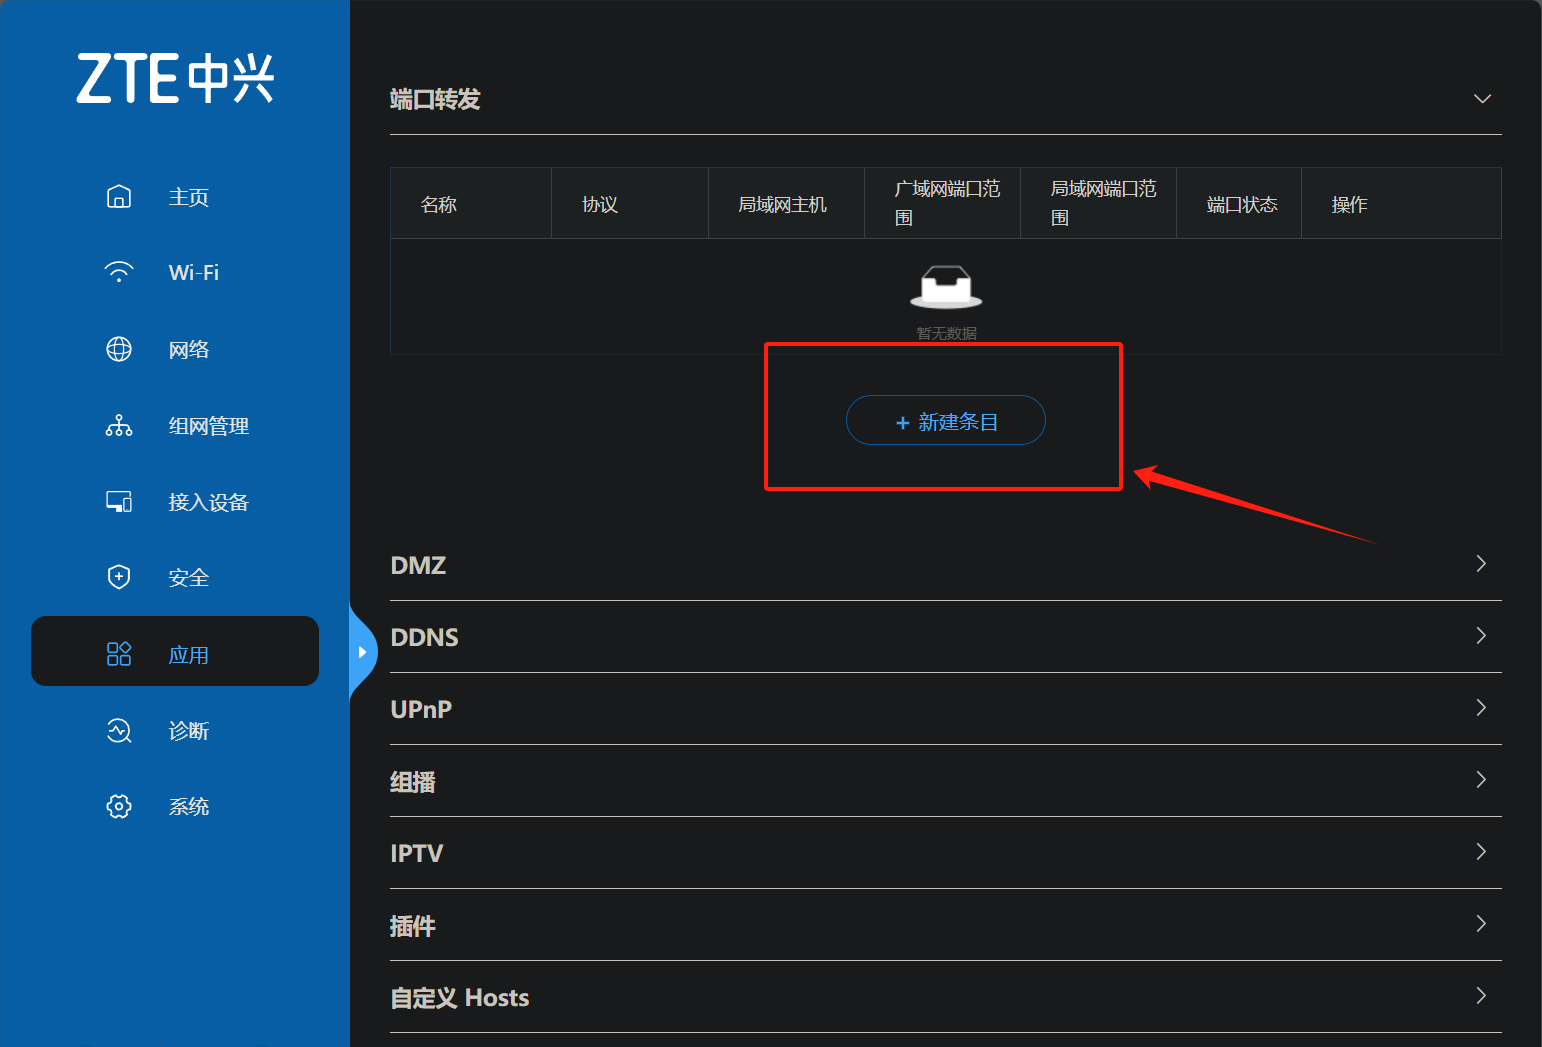 ZTE中兴
主页
Wi-Fi
网络
组网管理
接入设备
安全
应用
诊断
系统
端口转发
名称
协议
局域网主机
广域网端口范
围
局域网端口范
围
端口状态
操作
暂无数据
+ 新建条目
DMZ
DDNS
UPnP
组播
IPTV
插件
自定义 Hosts